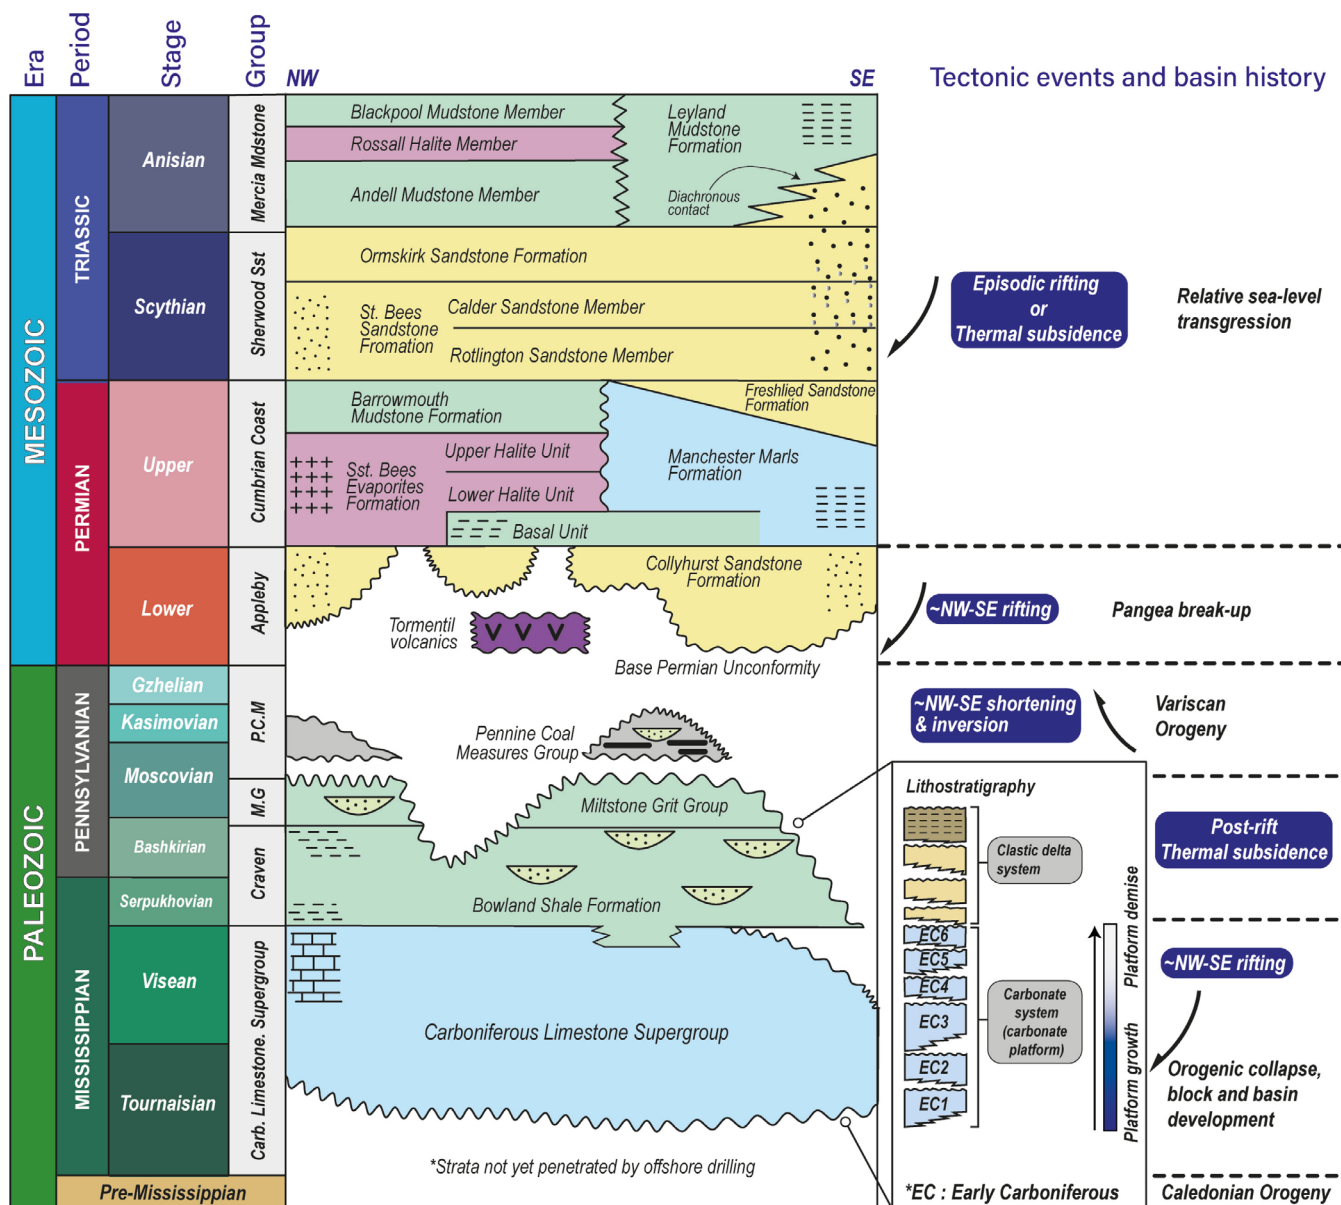 Era
Period
Stage
Group
NW
SE
Tectonic events and basin history
MESOZOIC
PALEOZOIC
TRIASSIC
PERMIAN
PENNSYLVANIAN
MISSISSIPPIAN
Anisian
Scythian
Upper
Lower
Gzhelian
Kasimovian
Moscovian
Bashkirian
Serpukhovian
Visean
Tournaisian
Pre-Mississippian
Mercia Mdstone
Sherwood Sst
Cumbrian Coast
Appleby
P.C.M
M.G
Craven
Carb. Limestone. Supergroup
Blackpool Mudstone Member
Rossall Halite Member
Andell Mudstone Member
Leyland
Mudstone
Formation
Diachronous
contact
Ormskirk Sandstone Formation
St. Bees
Sandstone
Fromation
Calder Sandstone Member
Rotlington Sandstone Member
Barrowmouth
Mudstone Formation
Freshlied Sandstone
Formation
Sst. Bees
Evaporites
Formation
Upper Halite Unit
Lower Halite Unit
Basal Unit
Manchester Marls
Formation
Collyhurst Sandstone
Formation
Tormentil
volcanics
V V V
Base Permian Unconformity
Pennine Coal
Measures Group
Miltstone Grit Group
Bowland Shale Formation
Carboniferous Limestone Supergroup
*Strata not yet penetrated by offshore drilling
Episodic rifting
or
Thermal subsidence
Relative sea-level
transgression
~NW-SE rifting
Pangea break-up
~NW-SE shortening
& inversion
Variscan
Orogeny
Lithostratigraphy
Clastic delta
system
EC6
EC5
EC4
EC3
EC2
EC1
Carbonate
system
(carbonate
platform)
Platform growth
Platform demise
*EC : Early Carboniferous
Post-rift
Thermal subsidence
~NW-SE rifting
Orogenic collapse,
block and basin
development
Caledonian Orogeny